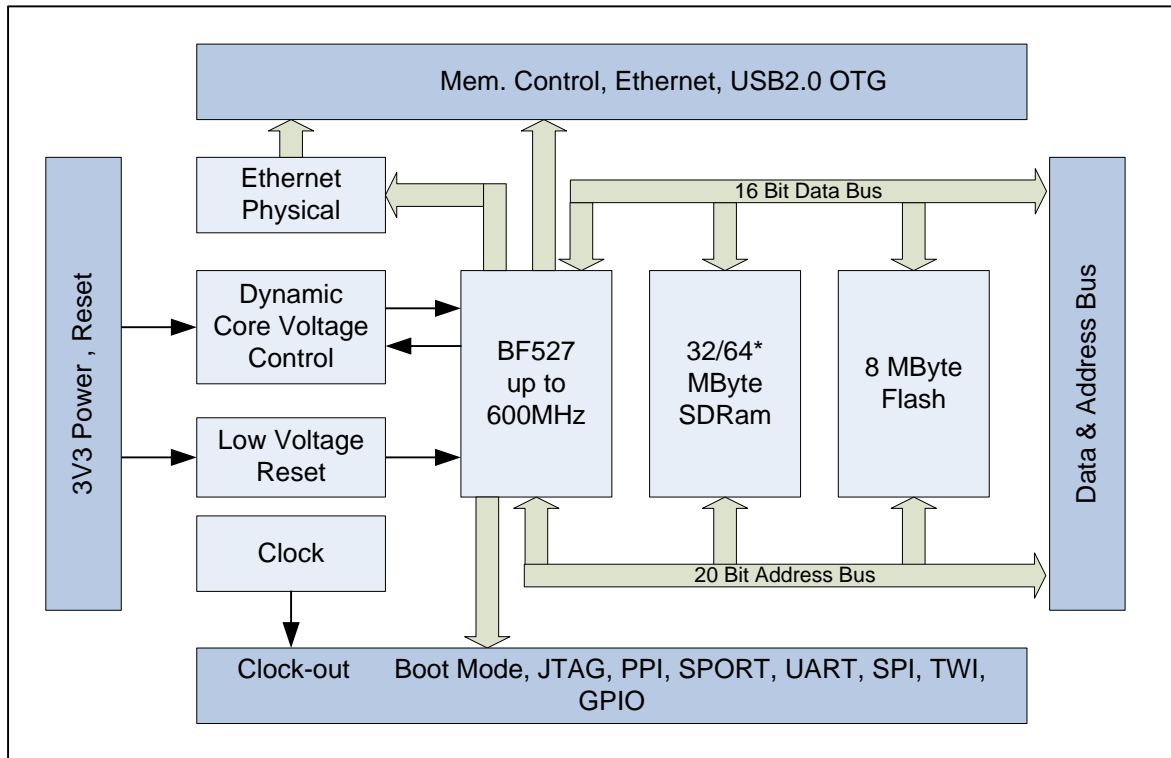 Mem. Control, Ethernet, USB2.0 OTG
Ethernet
Physical
16 Bit Data Bus
3V3 Power , Reset
Dynamic
Core Voltage
Control
BF527
up to
600MHz
32/64*
MByte
SDRam
8 MByte
Flash
Data & Address Bus
Low Voltage
Reset
Clock
20 Bit Address Bus
Clock-out
Boot Mode, JTAG, PPI, SPORT, UART, SPI, TWI,
GPIO